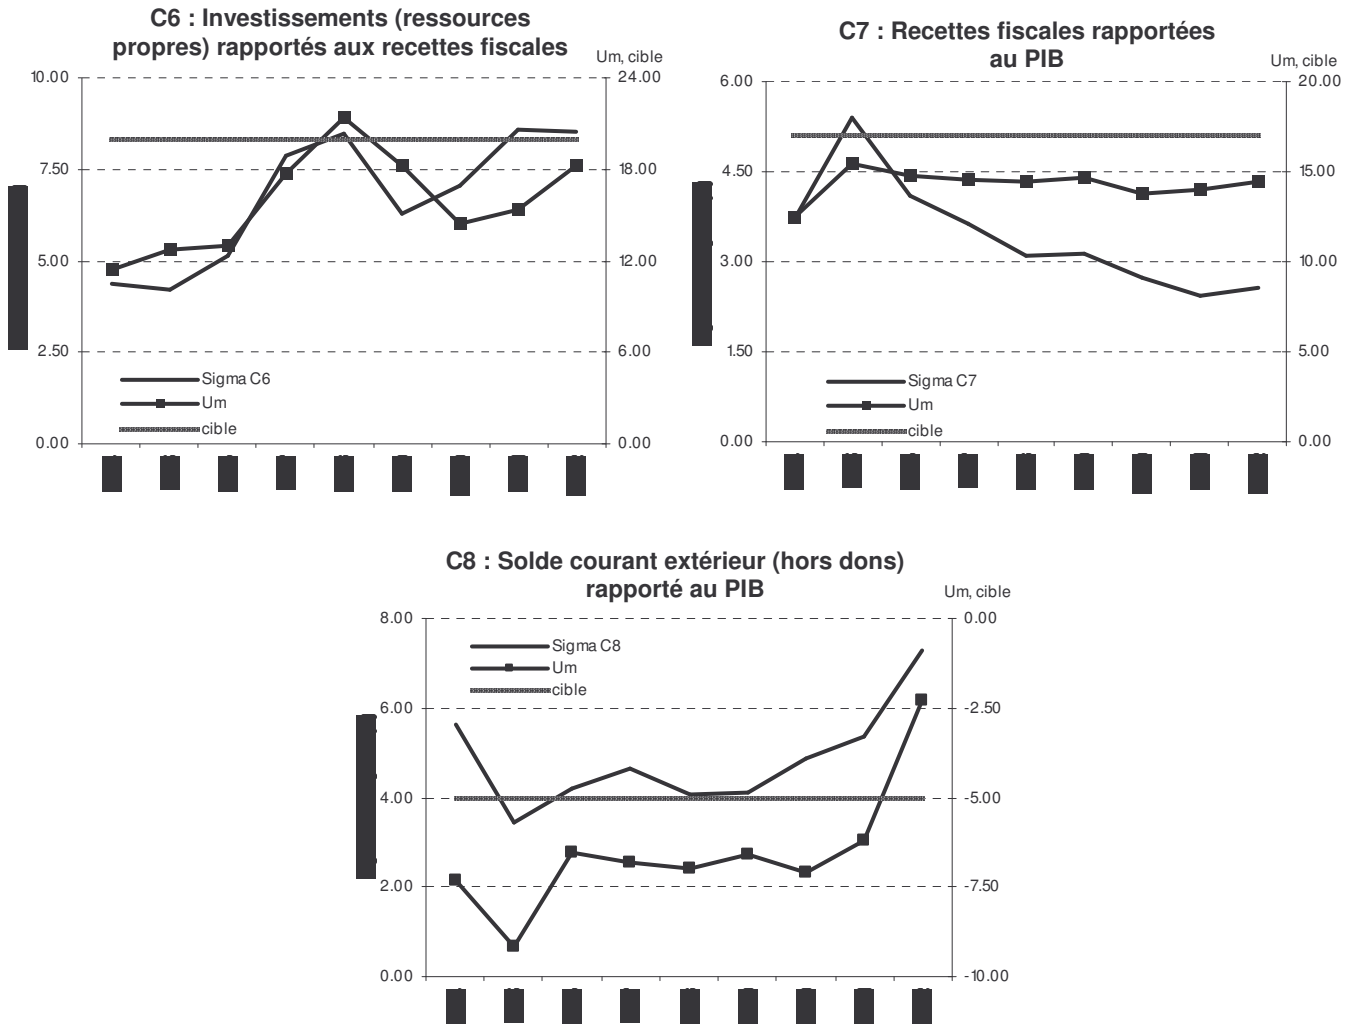 C6 : Investissements (ressources
propres) rapportés aux recettes fiscales
Um, cible
10.00
24.00
7.50
18.00
5.00
12.00
2.50
6.00
Sigma C6
Um
cible
0.00
0.00
C7 : Recettes fiscales rapportées
au PIB
Um, cible
6.00
20.00
4.50
15.00
3.00
10.00
1.50
5.00
Sigma C7
Um
cible
0.00
0.00
C8 : Solde courant extérieur (hors dons)
rapporté au PIB
Um, cible
8.00
0.00
Sigma C8
Um
cible
6.00
-2.50
4.00
-5.00
2.00
-7.50
0.00
-10.00